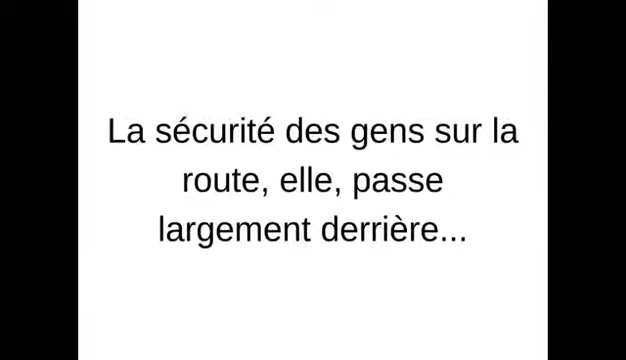 La sécurité des gens sur la
route, elle, passe
largement derrière...